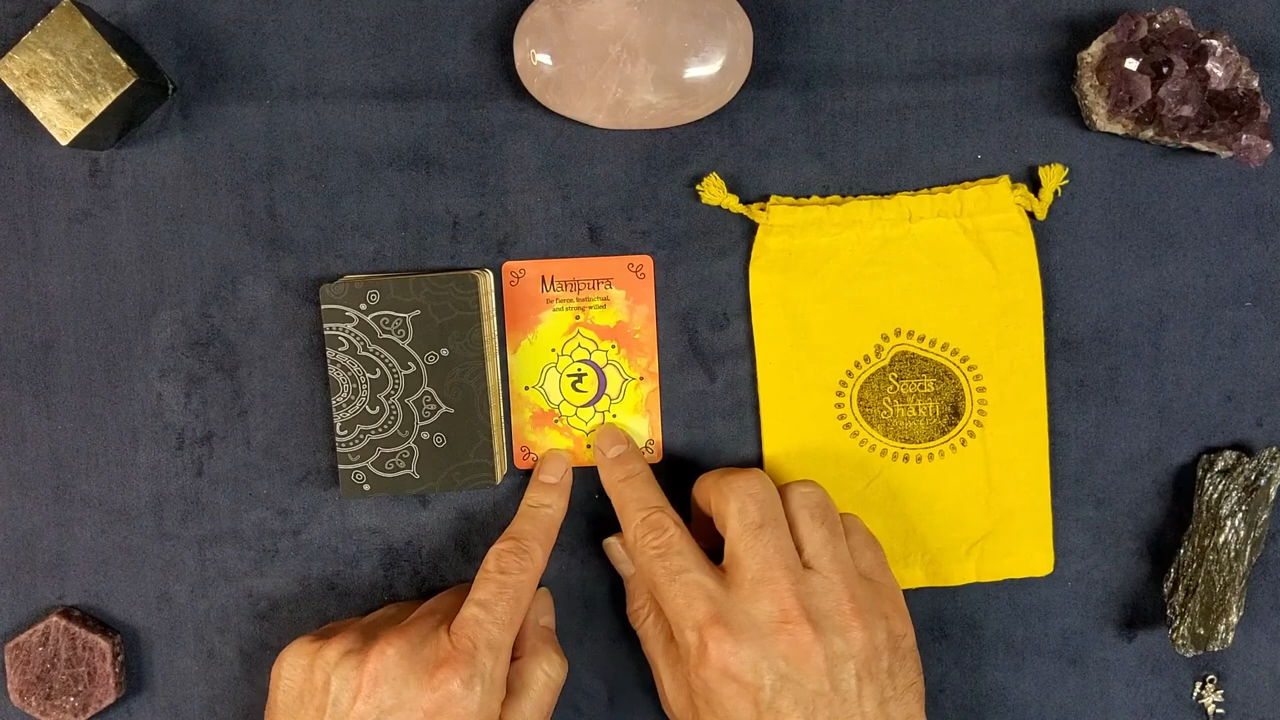 Manipura
Be fierce, instinctual,
and strong-willed
Seeds
Shakti